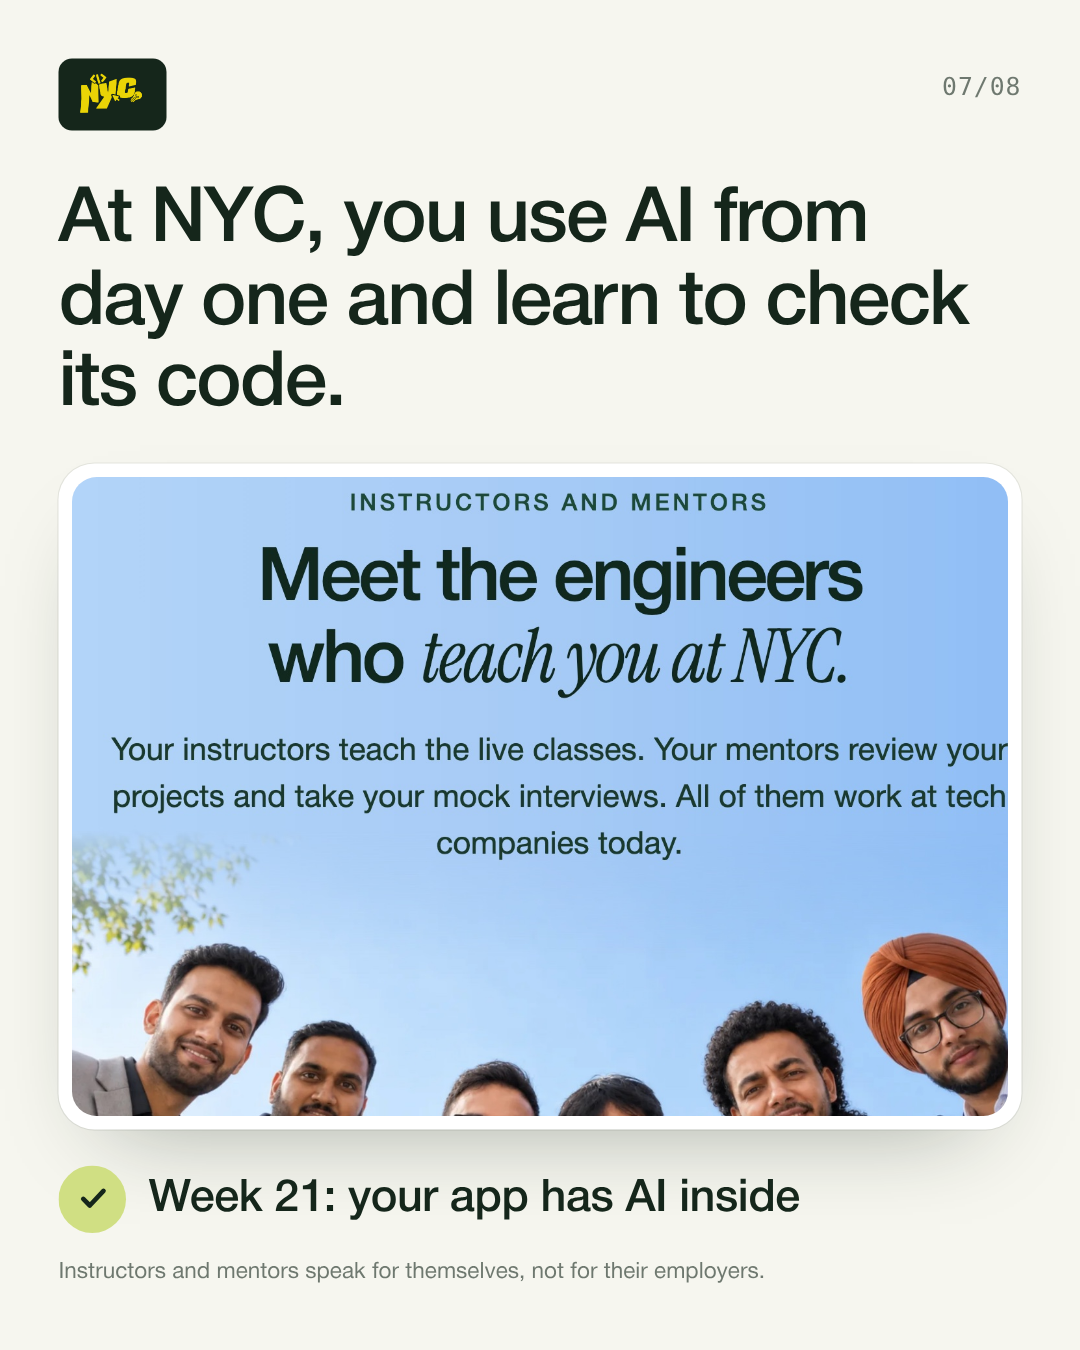 NYC
07/08
At NYC, you use AI from
day one and learn to check
its code.
INSTRUCTORS AND MENTORS
Meet the engineers
who teach you at NYC.
Your instructors teach the live classes. Your mentors review your
projects and take your mock interviews. All of them work at tech
companies today.
Week 21: your app has AI inside
Instructors and mentors speak for themselves, not for their employers.